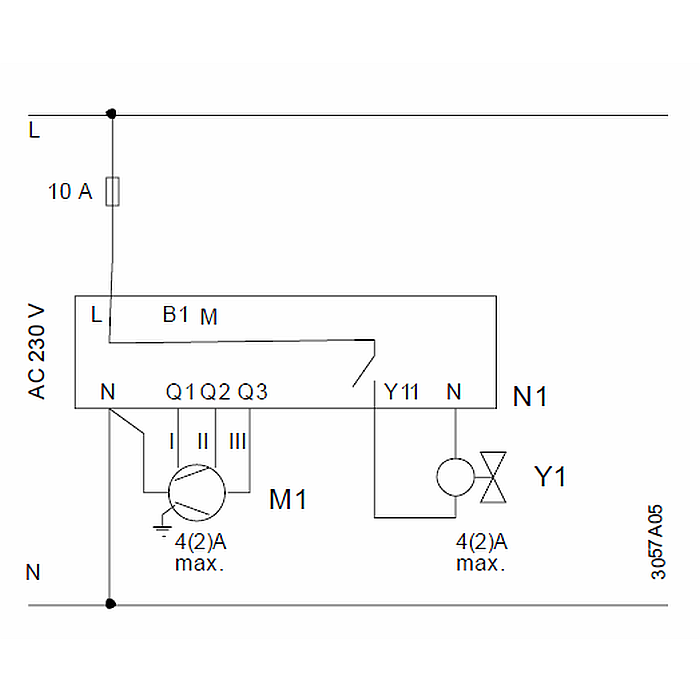 L
10 A
AC 230 V
L B1 M
N Q1 Q2 Q3 Y11 N
N1
I II III
M1
Y1
4(2)A
max.
4(2)A
max.
3057A05
N